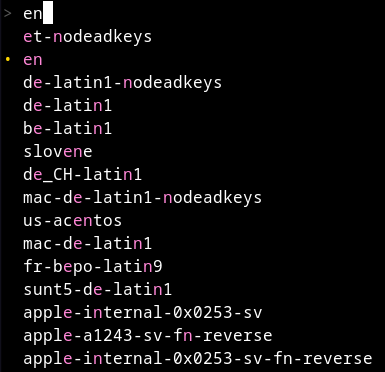 > en
et-nodeadkeys
• en
de-latin1-nodeadkeys
de-latin1
be-latin1
slovene
de_CH-latin1
mac-de-latin1-nodeadkeys
us-acentos
mac-de-latin1
fr-bepo-latin9
sunt5-de-latin1
apple-internal-0x0253-sv
apple-a1243-sv-fn-reverse
apple-internal-0x0253-sv-fn-reverse